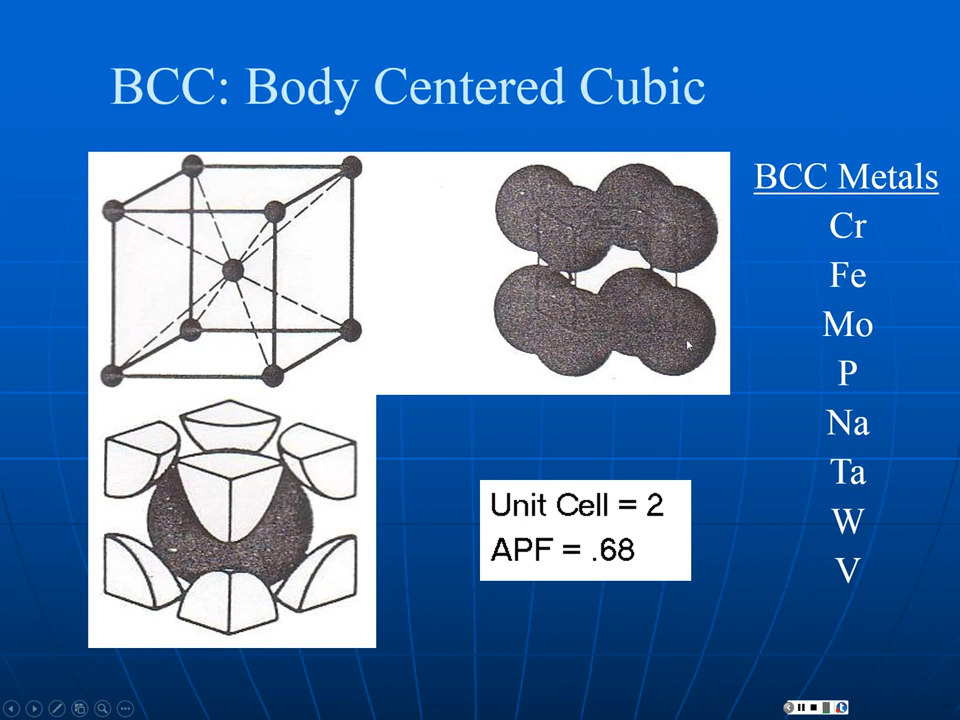 BCC: Body Centered Cubic
BCC Metals
Cr
Fe
Mo
P
Na
Ta
W
V
Unit Cell = 2
APF = .68